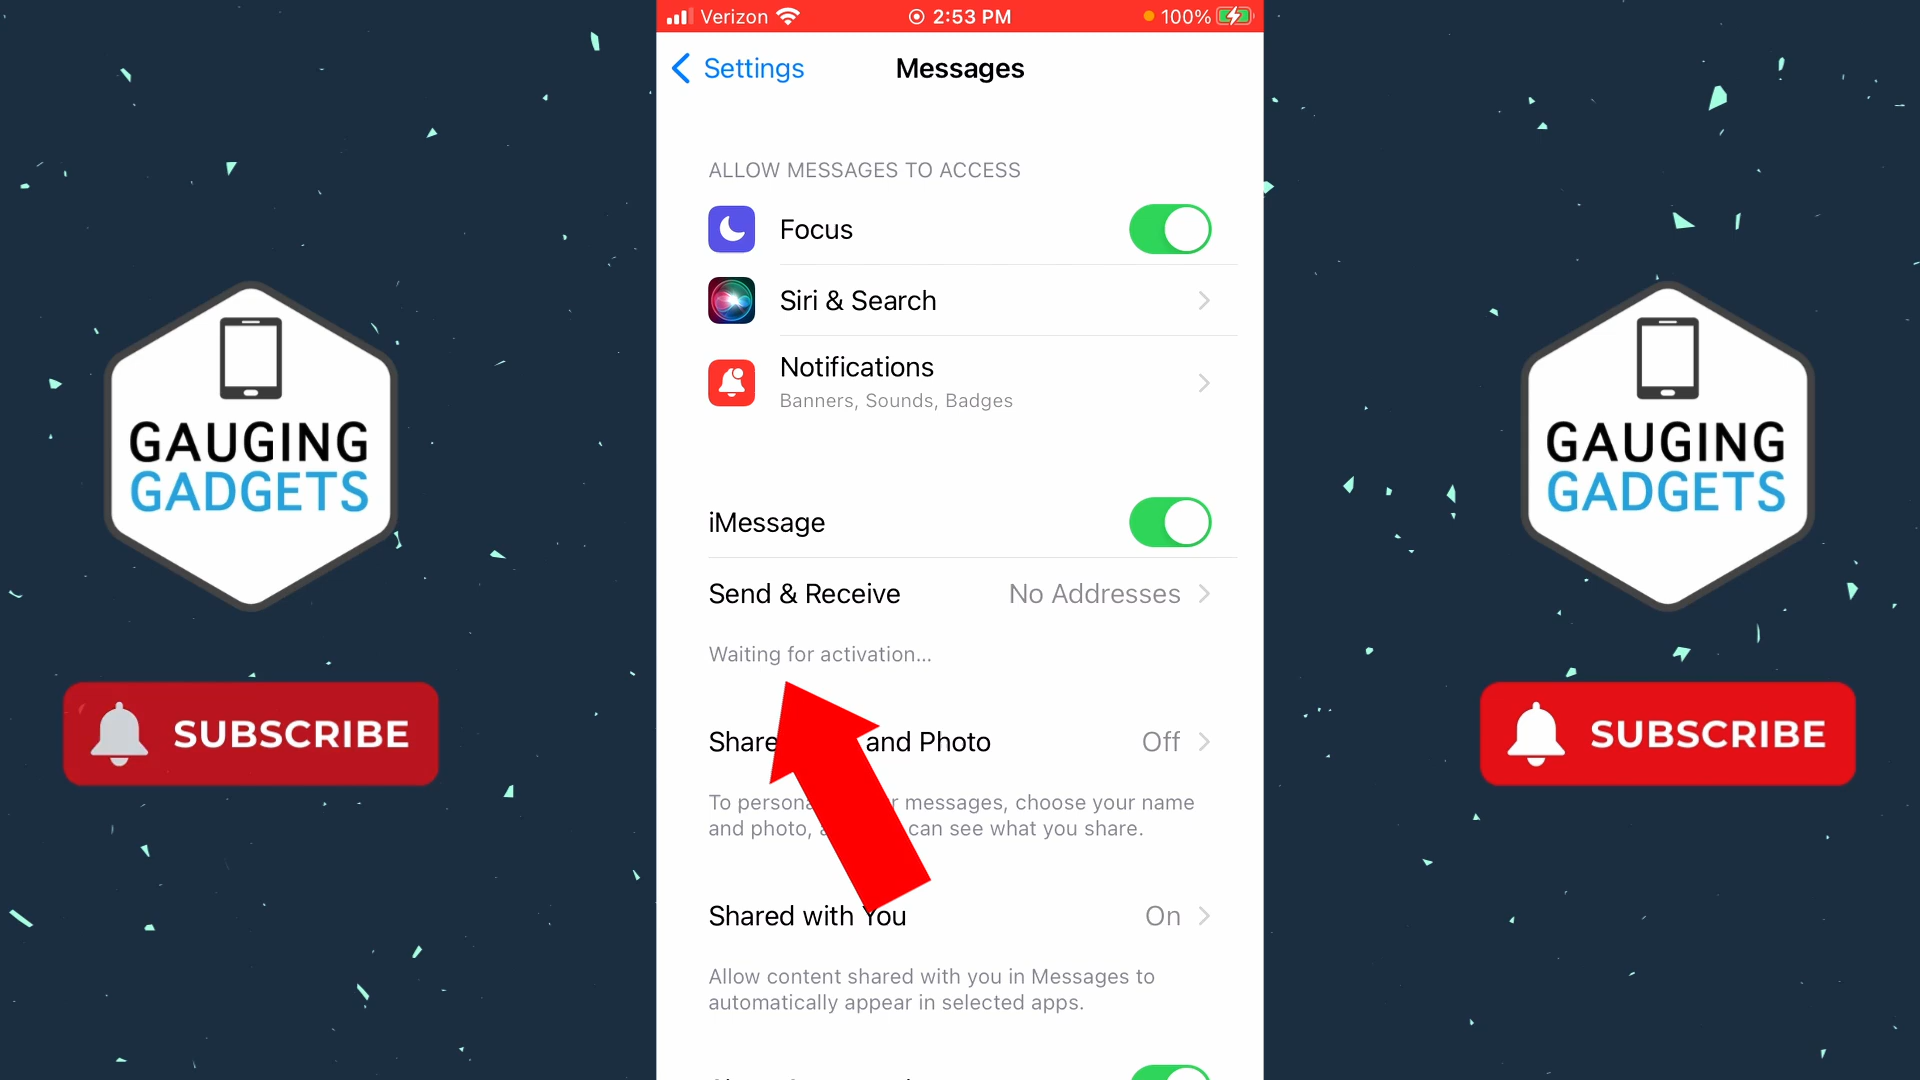 Verizon 2:53 PM 100%
Settings Messages
ALLOW MESSAGES TO ACCESS
Focus
Siri & Search
Notifications
Banners, Sounds, Badges
iMessage
Send & Receive No Addresses
Waiting for activation...
Share and Photo Off
To persona r messages, choose your name
and photo, can see what you share.
Shared with You On
Allow content shared with you in Messages to
automatically appear in selected apps.
GAUGING
GADGETS
SUBSCRIBE
GAUGING
GADGETS
SUBSCRIBE